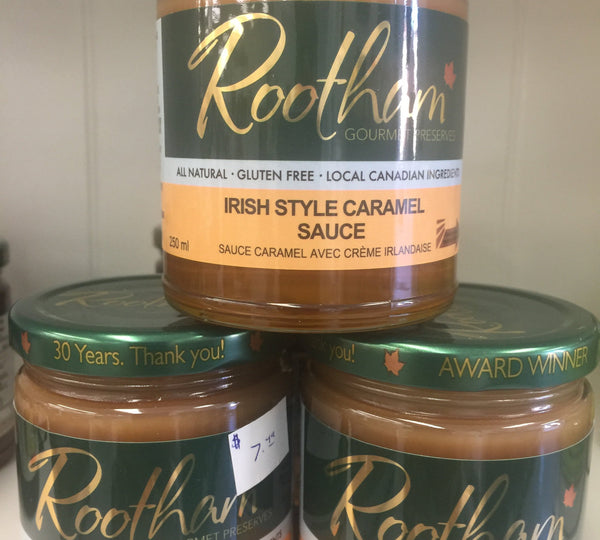 Rootham
GOURMET PRESERVES
ALL NATURAL · GLUTEN FREE · LOCAL CANADIAN INGREDIENTS
IRISH STYLE CARAMEL
SAUCE
250 ml
SAUCE CARAMEL AVEC CRÈME IRLANDAISE
30 Years. Thank you!
you!
AWARD WINNER
$
Rootham
GOURMET PRESERVES
Rootham